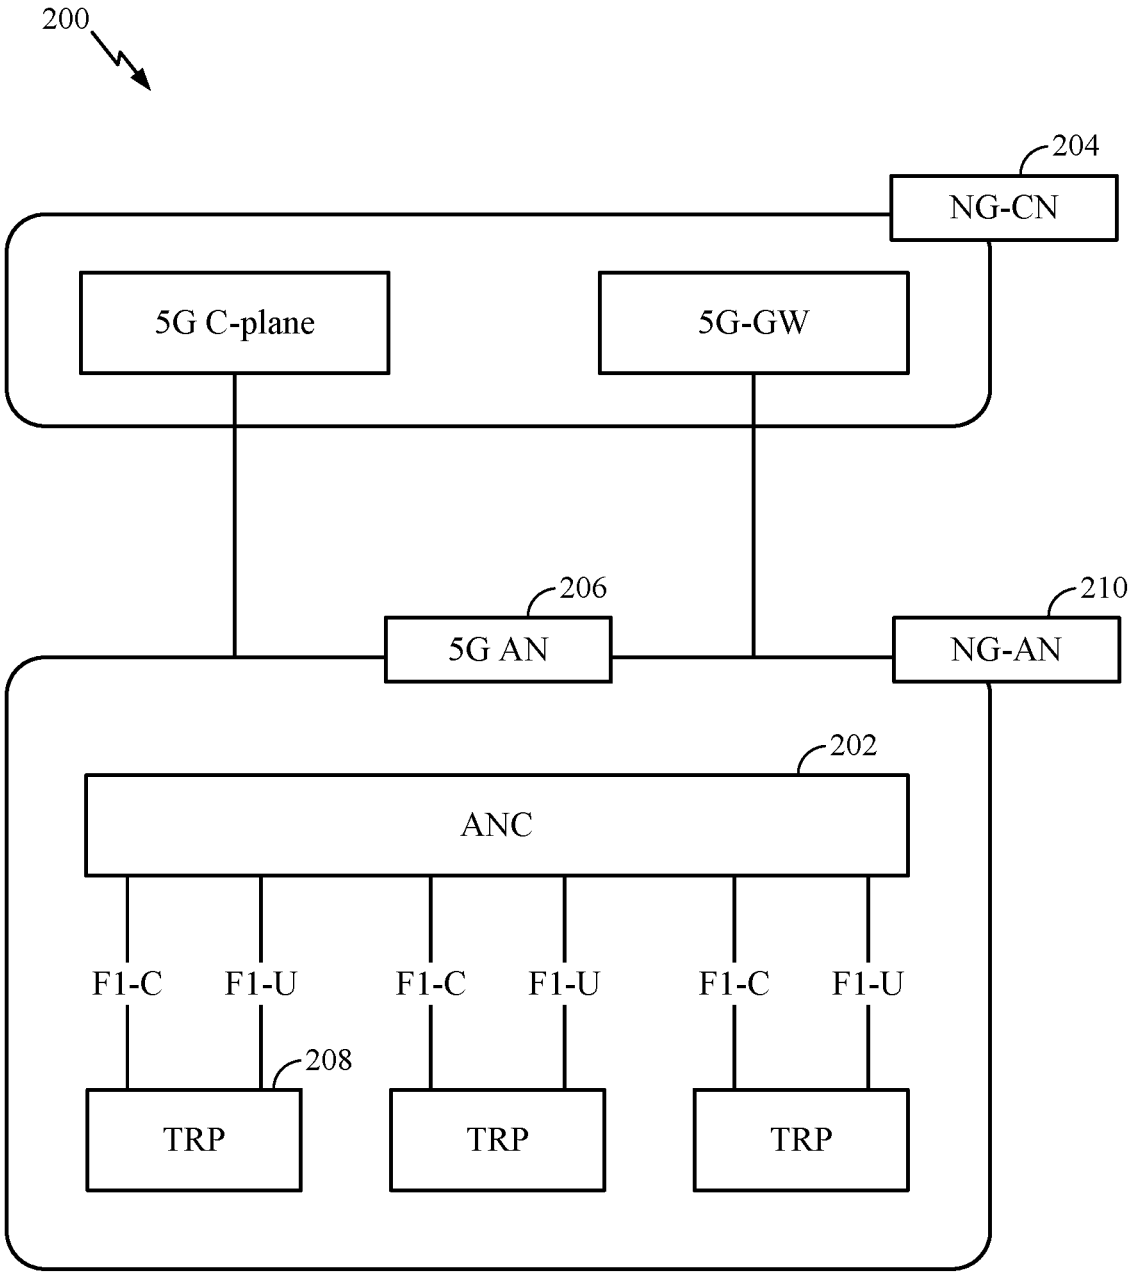 200
204
NG-CN
5G C-plane
5G-GW
206
210
5G AN
NG-AN
202
ANC
F1-C
F1-U
F1-C
F1-U
F1-C
F1-U
208
TRP
TRP
TRP